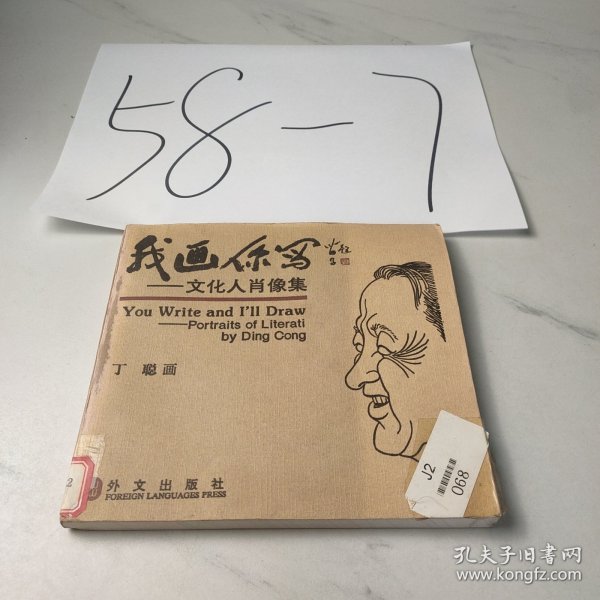 58-7
我画你写
——文化人肖像集
You Write and I'll Draw
——Portraits of Literati
by Ding Cong
丁 聪 画
外文出版社
FOREIGN LANGUAGES PRESS
2
J2
068
孔夫子旧书网
www.kongfz.com